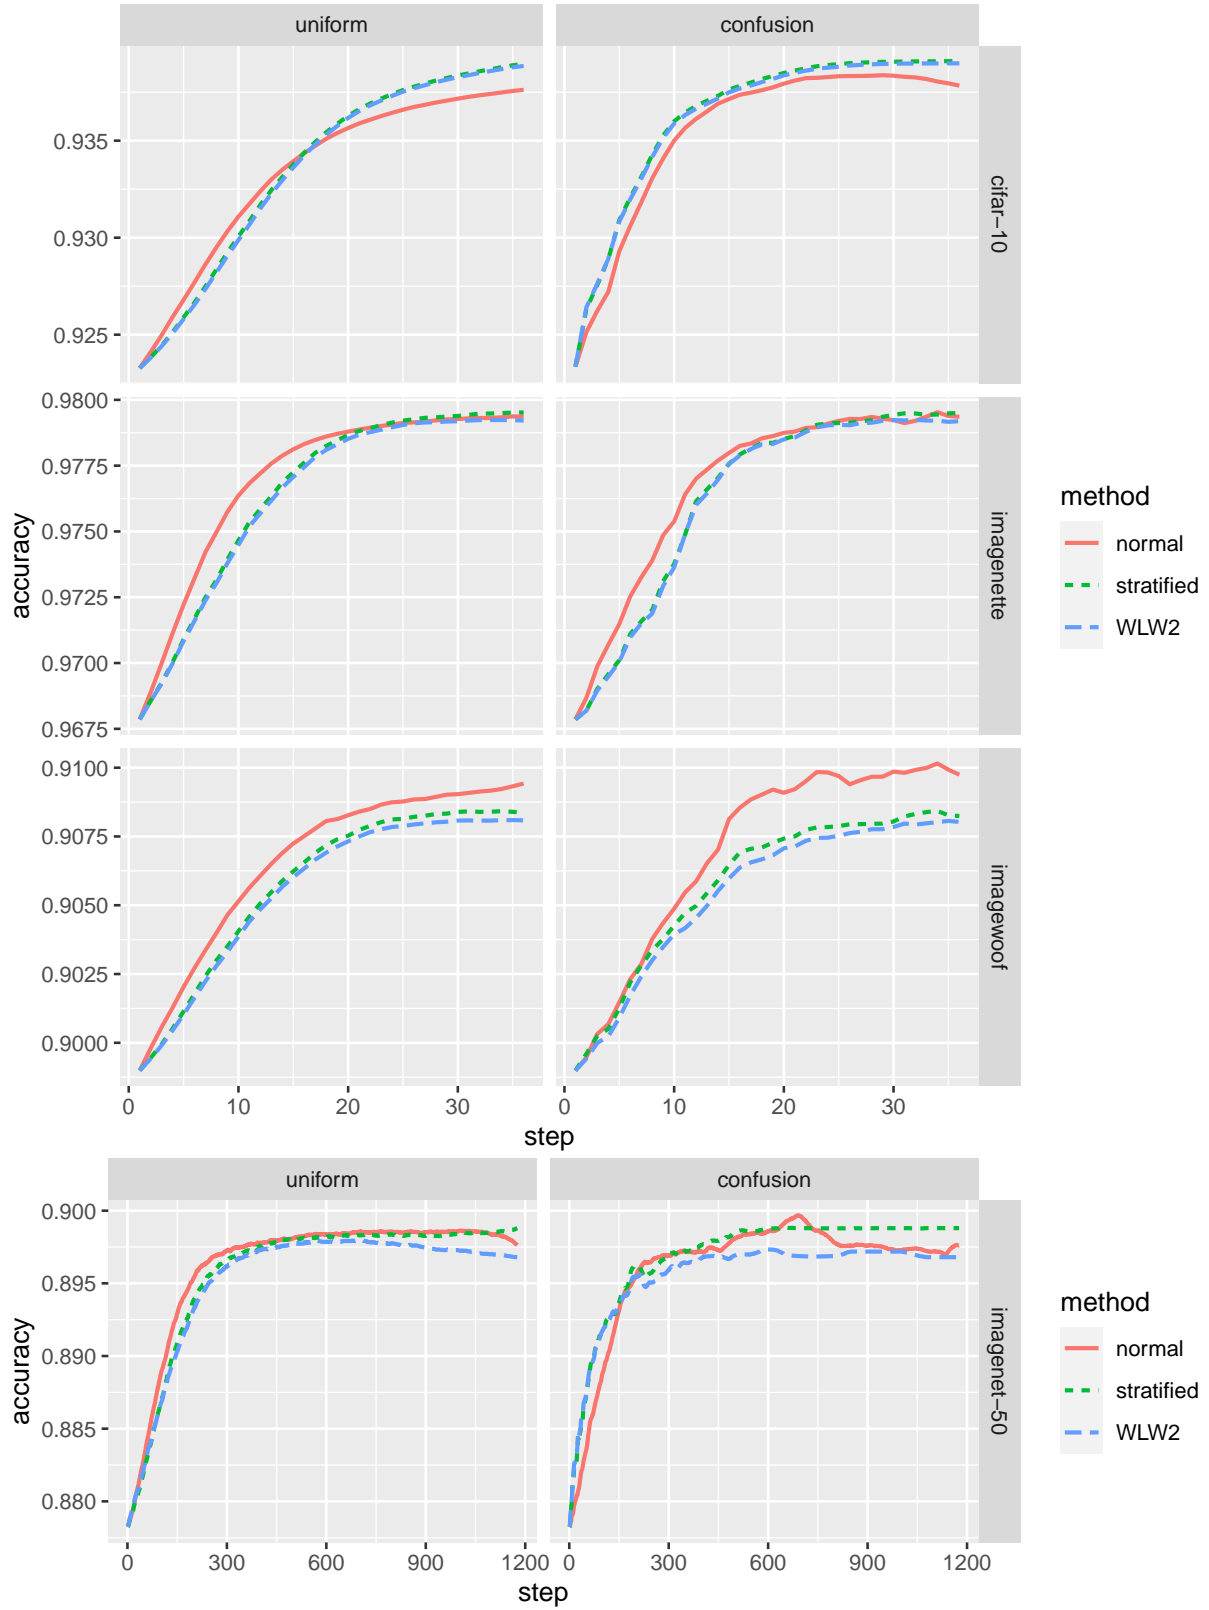 uniform
confusion
0.935
0.930
0.925
cifar−10
0.9800
0.9775
0.9750
0.9725
0.9700
0.9675
imagenette
accuracy
0.9100
0.9075
0.9050
0.9025
0.9000
imagewoof
0
10
20
30
0
10
20
30
step
method
normal
stratified
WLW2
uniform
confusion
0.900
0.895
0.890
0.885
0.880
imagenet−50
accuracy
0
300
600
900
1200
0
300
600
900
1200
step
method
normal
stratified
WLW2